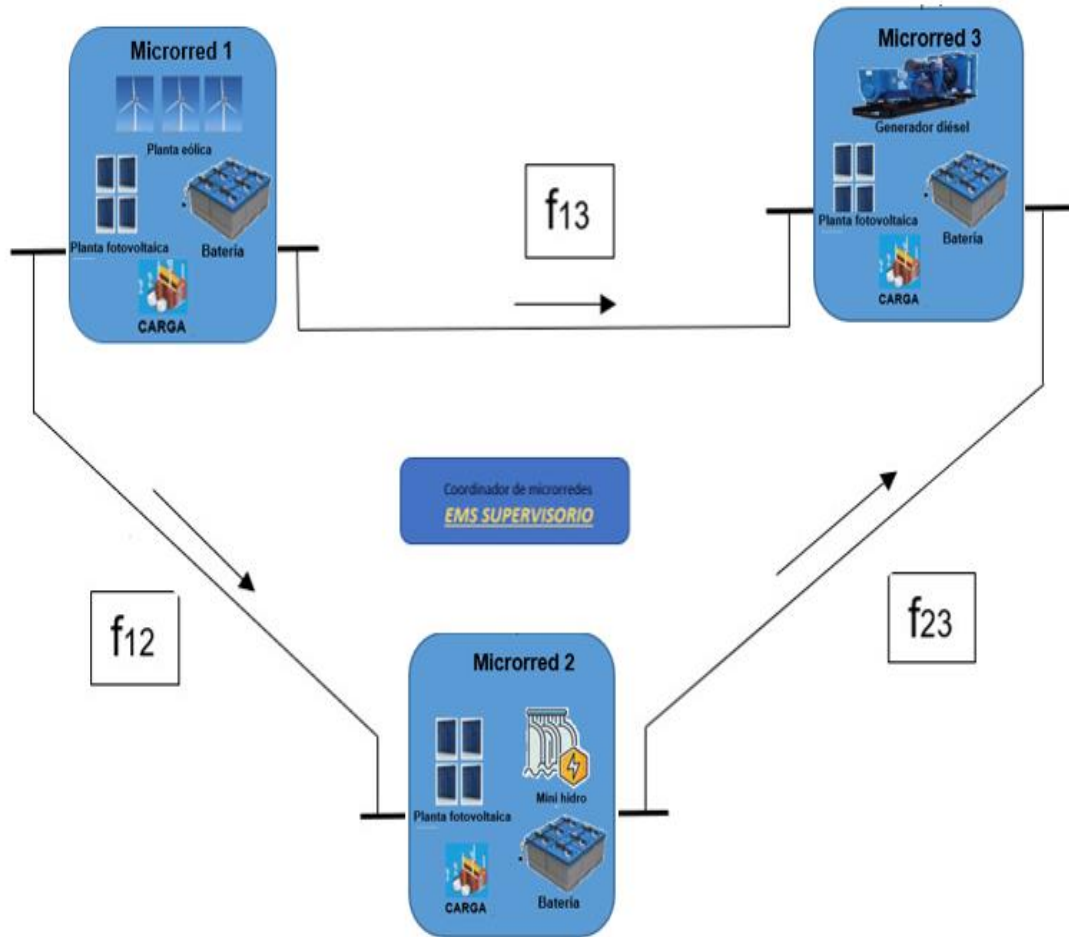 Microrred 1
Planta eólica
Planta fotovoltaica
Batería
CARGA
f13
Microrred 3
Generador diésel
Planta fotovoltaica
Batería
CARGA
Coordinador de microrredes
EMS SUPERVISORIO
f12
f23
Microrred 2
Mini hidro
Planta fotovoltaica
CARGA
Batería